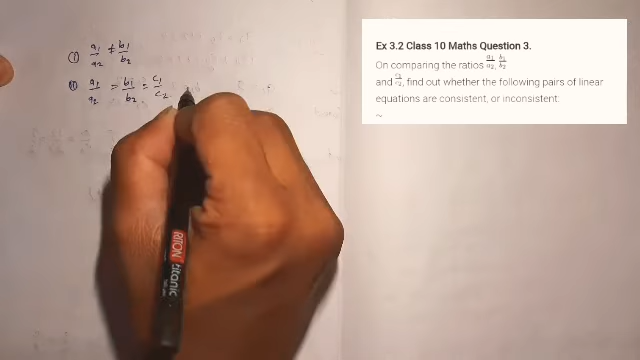 (i) a₁/a₂ ≠ b₁/b₂
(ii) a₁/a₂ = b₁/b₂ = c₁/c₂
RITON
titanic
Ex 3.2 Class 10 Maths Question 3.
On comparing the ratios a₁/a₂, b₁/b₂
and c₁/c₂, find out whether the following pairs of linear
equations are consistent, or inconsistent.
~